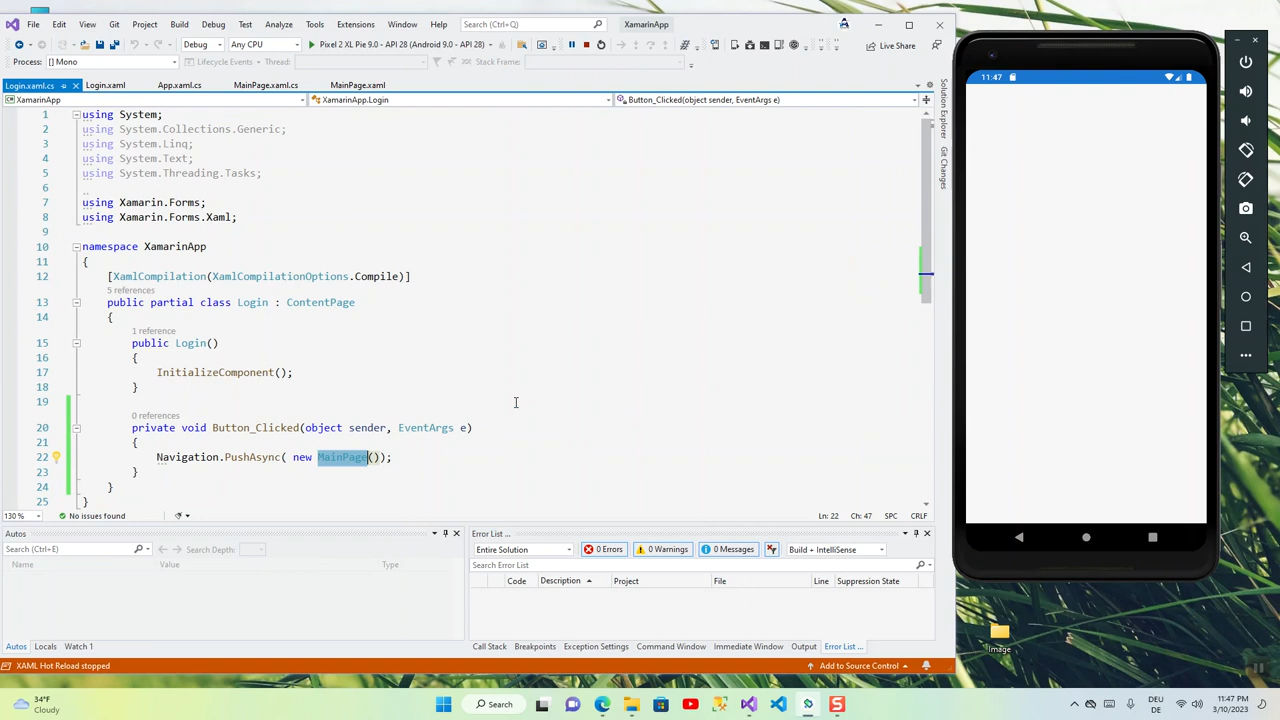 File Edit View Git Project Build Debug Test Analyze Tools Extensions Window Help Search (Ctrl+Q) XamarinApp
Debug Any CPU Pixel 2 XL Pie 9.0 - API 28 (Android 9.0 - API 28) Live Share
Process: [] Mono Lifecycle Events Thread: Stack Frame:
Login.xaml.cs Login.xaml App.xaml.cs MainPage.xaml.cs MainPage.xaml
XamarinApp XamarinApp.Login Button_Clicked(object sender, EventArgs e)
1 using System;
2 using System.Collections.Generic;
3 using System.Linq;
4 using System.Text;
5 using System.Threading.Tasks;
6
7 using Xamarin.Forms;
8 using Xamarin.Forms.Xaml;
9
10 namespace XamarinApp
11 {
12 [XamlCompilation(XamlCompilationOptions.Compile)]
5 references
13 public partial class Login : ContentPage
14 {
1 reference
15 public Login()
16 {
17 InitializeComponent();
18 }
19
0 references
20 private void Button_Clicked(object sender, EventArgs e)
21 {
22 Navigation.PushAsync( new MainPage());
23 }
24 }
25 }
130 % No issues found Ln: 22 Ch: 47 SPC CRLF
Solution Explorer
Git Changes
Autos
Search (Ctrl+E) Search Depth:
Name Value Type
Autos Locals Watch 1
Error List ...
Entire Solution 0 Errors 0 Warnings 0 Messages Build + IntelliSense
Search Error List
Code Description Project File Line Suppression State
Call Stack Breakpoints Exception Settings Command Window Immediate Window Output Error List ...
XAML Hot Reload stopped Add to Source Control
11:47
Image
34°F
Cloudy
Search
DEU
DE
11:47 PM
3/10/2023